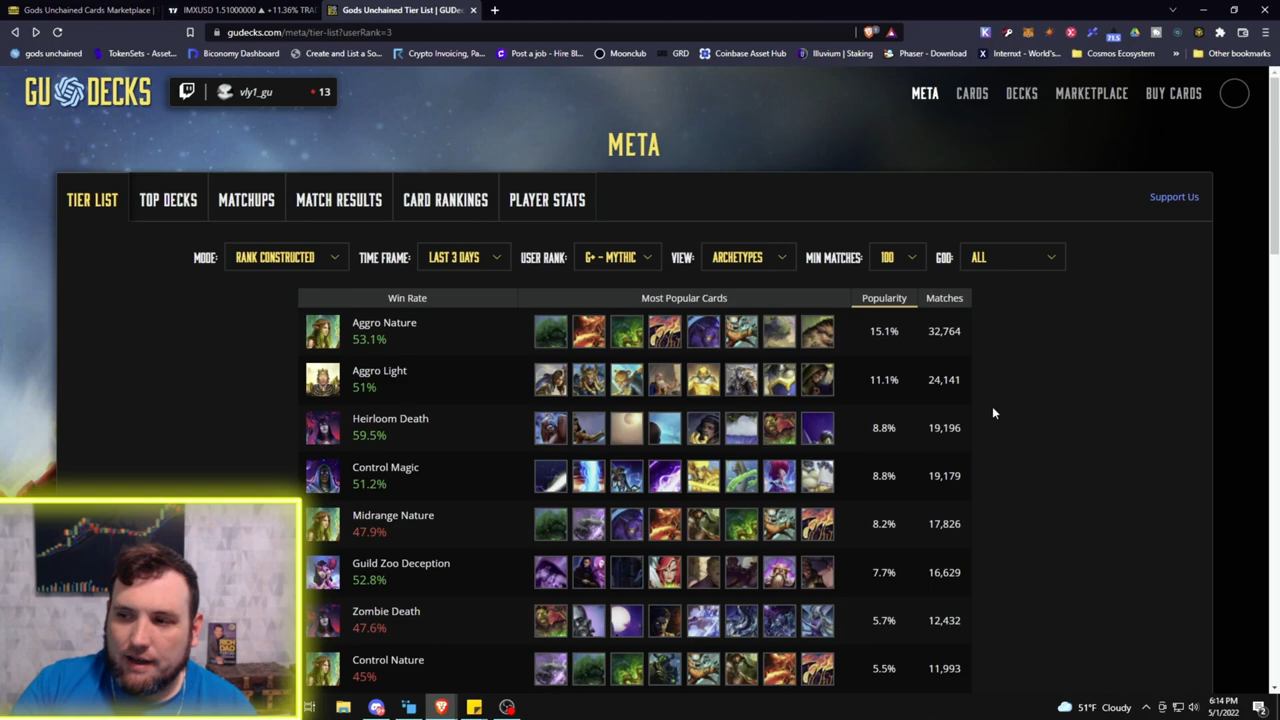 Gods Unchained Cards Marketplace |
IMXUSD 1.51000000 ▲ +11.36% TRA
Gods Unchained Tier List | GUDec
gudecks.com/meta/tier-list?userRank=3
gods unchained
TokenSets - Asset...
Biconomy Dashboard
Create and List a So...
Crypto Invoicing, Pa...
Post a job - Hire Bl...
Moonclub
GRD
Coinbase Asset Hub
Illuvium | Staking
Phaser - Download
Internxt - World's...
Cosmos Ecosystem
»
Other bookmarks
GU DECKS
vly1_gu
13
META
CARDS
DECKS
MARKETPLACE
BUY CARDS
META
TIER LIST
TOP DECKS
MATCHUPS
MATCH RESULTS
CARD RANKINGS
PLAYER STATS
Support Us
MODE: RANK CONSTRUCTED
TIME FRAME: LAST 3 DAYS
USER RANK: G+ - MYTHIC
VIEW: ARCHETYPES
MIN MATCHES: 100
GOD: ALL
Win Rate Most Popular Cards Popularity Matches
Aggro Nature
53.1%
15.1% 32,764
Aggro Light
51%
11.1% 24,141
Heirloom Death
59.5%
8.8% 19,196
Control Magic
51.2%
8.8% 19,179
Midrange Nature
47.9%
8.2% 17,826
Guild Zoo Deception
52.8%
7.7% 16,629
Zombie Death
47.6%
5.7% 12,432
Control Nature
45%
5.5% 11,993
RICH
DAD
51°F Cloudy
6:14 PM
5/1/2022
2